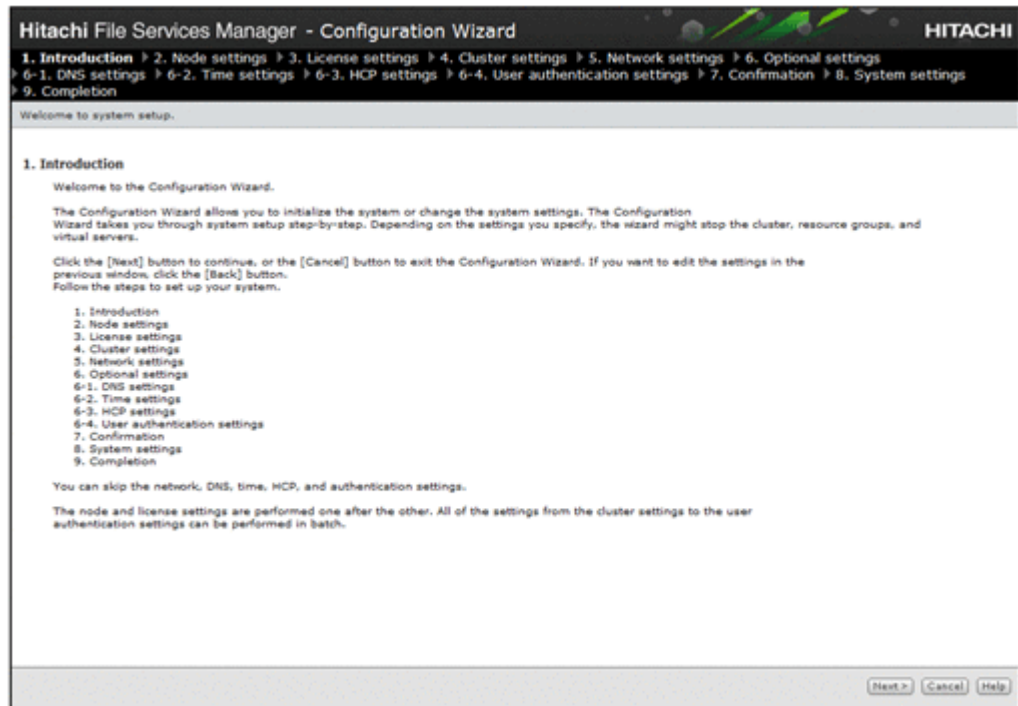 Hitachi File Services Manager - Configuration Wizard
HITACHI
1. Introduction 2. Node settings 3. License settings 4. Cluster settings 5. Network settings 6. Optional settings
6-1. DNS settings 6-2. Time settings 6-3. HCP settings 6-4. User authentication settings 7. Confirmation 8. System settings
9. Completion
Welcome to system setup.
1. Introduction
Welcome to the Configuration Wizard.
The Configuration Wizard allows you to initialize the system or change the system settings. The Configuration
Wizard takes you through system setup step-by-step. Depending on the settings you specify, the wizard might stop the cluster, resource groups, and
virtual servers.
Click the [Next] button to continue, or the [Cancel] button to exit the Configuration Wizard. If you want to edit the settings in the
previous window, click the [Back] button.
Follow the steps to set up your system.
1. Introduction
2. Node settings
3. License settings
4. Cluster settings
5. Network settings
6. Optional settings
6-1. DNS settings
6-2. Time settings
6-3. HCP settings
6-4. User authentication settings
7. Confirmation
8. System settings
9. Completion
You can skip the network, DNS, time, HCP, and authentication settings.
The node and license settings are performed one after the other. All of the settings from the cluster settings to the user
authentication settings can be performed in batch.
Next > Cancel Help